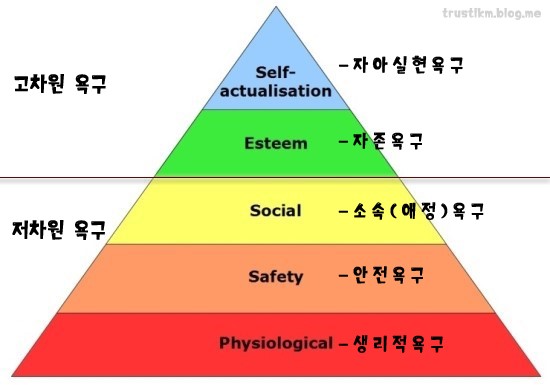 trustikm.blog.me
Self-
actualisation
-자아실현욕구
고차원 욕구
Esteem
-자존욕구
Social
-소속(애정)욕구
저차원 욕구
Safety
-안전욕구
Physiological
-생리적욕구